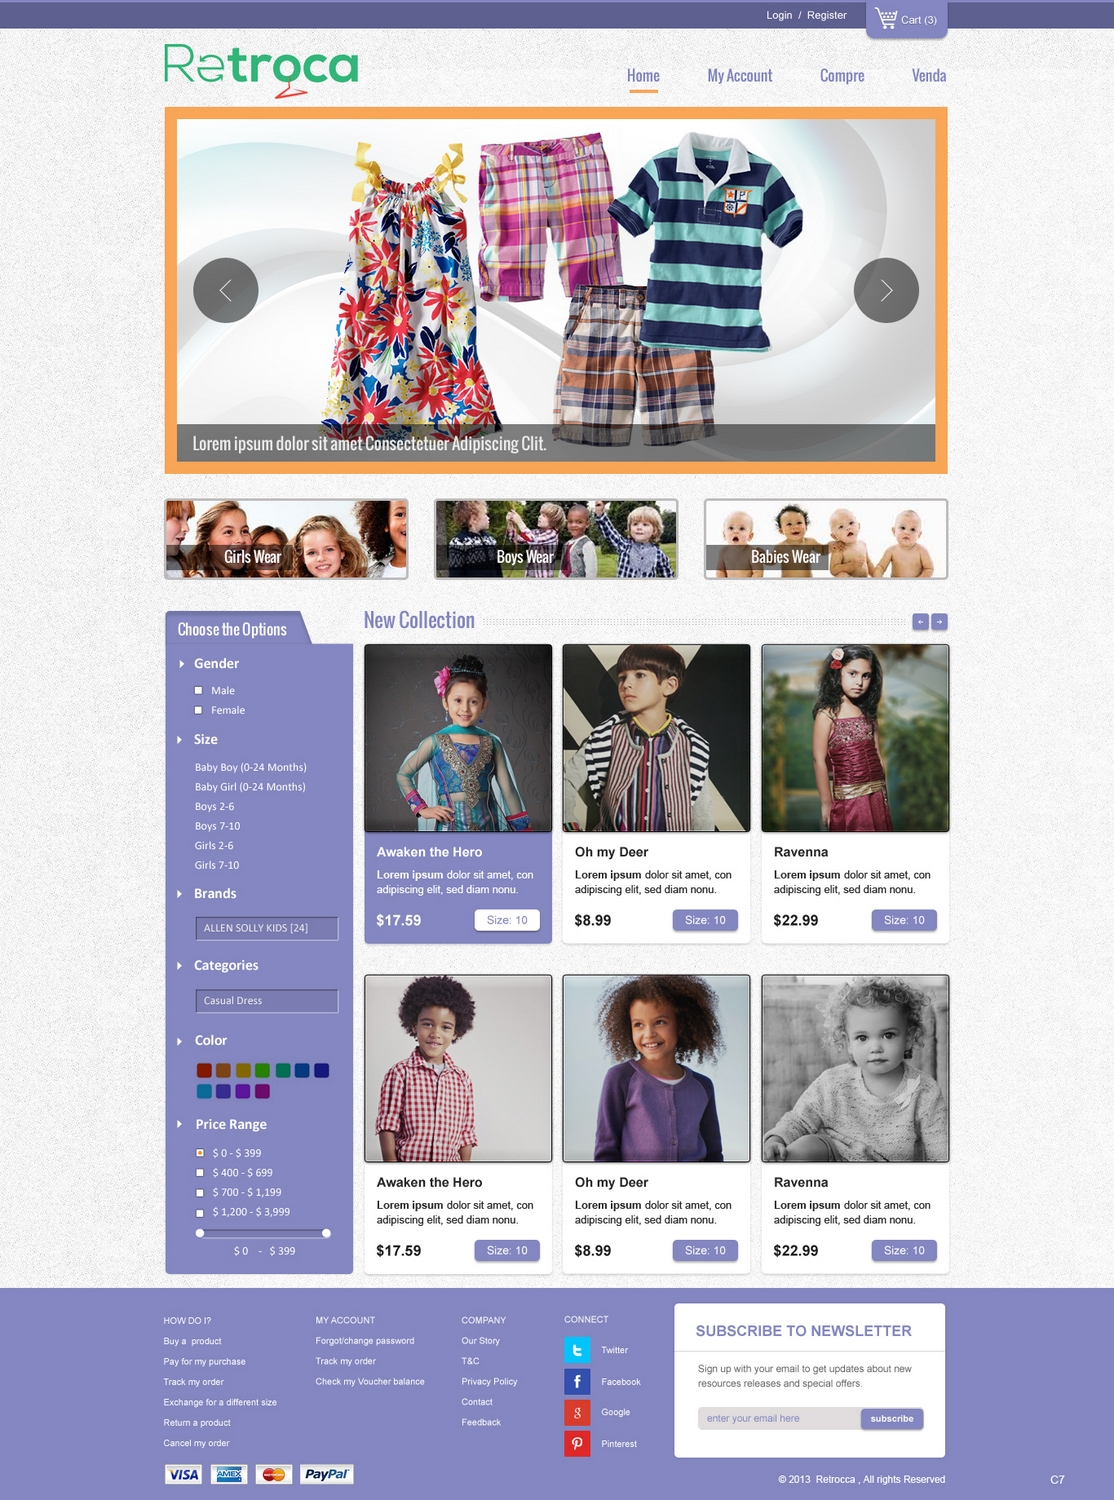 Login / Register
Cart (3)
Retroca
Home
My Account
Compre
Venda
Lorem ipsum dolor sit amet Consectetuer Adipiscing Clit.
Girls Wear
Boys Wear
Babies Wear
Choose the Options
Gender
Male
Female
Size
Baby Boy (0-24 Months)
Baby Girl (0-24 Months)
Boys 2-6
Boys 7-10
Girls 2-6
Girls 7-10
Brands
ALLEN SOLLY KIDS [24]
Categories
Casual Dress
Color
Price Range
$ 0 - $ 399
$ 400 - $ 699
$ 700 - $ 1,199
$ 1,200 - $ 3,999
$ 0 - $ 399
New Collection
Awaken the Hero
Lorem ipsum dolor sit amet, con
adipiscing elit, sed diam nonu.
$17.59
Size: 10
Oh my Deer
Lorem ipsum dolor sit amet, con
adipiscing elit, sed diam nonu.
$8.99
Size: 10
Ravenna
Lorem ipsum dolor sit amet, con
adipiscing elit, sed diam nonu.
$22.99
Size: 10
Awaken the Hero
Lorem ipsum dolor sit amet, con
adipiscing elit, sed diam nonu.
$17.59
Size: 10
Oh my Deer
Lorem ipsum dolor sit amet, con
adipiscing elit, sed diam nonu.
$8.99
Size: 10
Ravenna
Lorem ipsum dolor sit amet, con
adipiscing elit, sed diam nonu.
$22.99
Size: 10
HOW DO I?
Buy a product
Pay for my purchase
Track my order
Exchange for a different size
Return a product
Cancel my order
VISA
AMEX
MasterCard
PayPal
MY ACCOUNT
Forgot/change password
Track my order
Check my Voucher balance
COMPANY
Our Story
T&C
Privacy Policy
Contact
Feedback
CONNECT
Twitter
Facebook
Google
Pinterest
SUBSCRIBE TO NEWSLETTER
Sign up with your email to get updates about new
resources releases and special offers.
enter your email here
subscribe
© 2013 Retrocca , All rights Reserved
C7